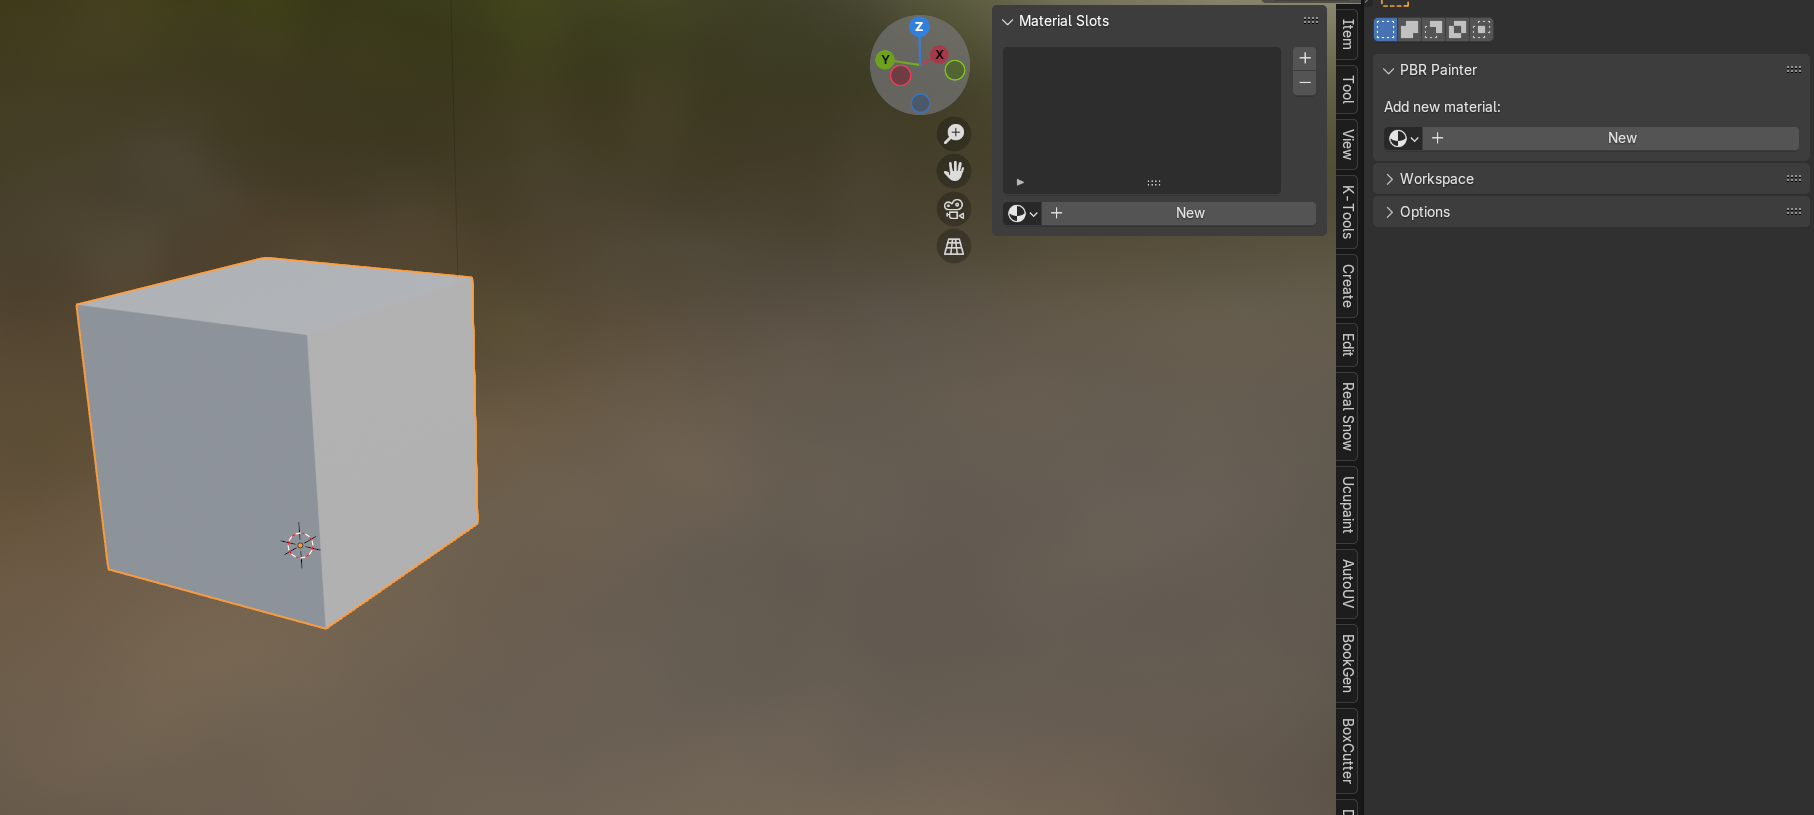 Z
Y
X
Material Slots
New
Item
Tool
View
K-Tools
Create
Edit
Real Snow
Ucupaint
AutoUV
BookGen
BoxCutter
PBR Painter
Add new material:
New
Workspace
Options